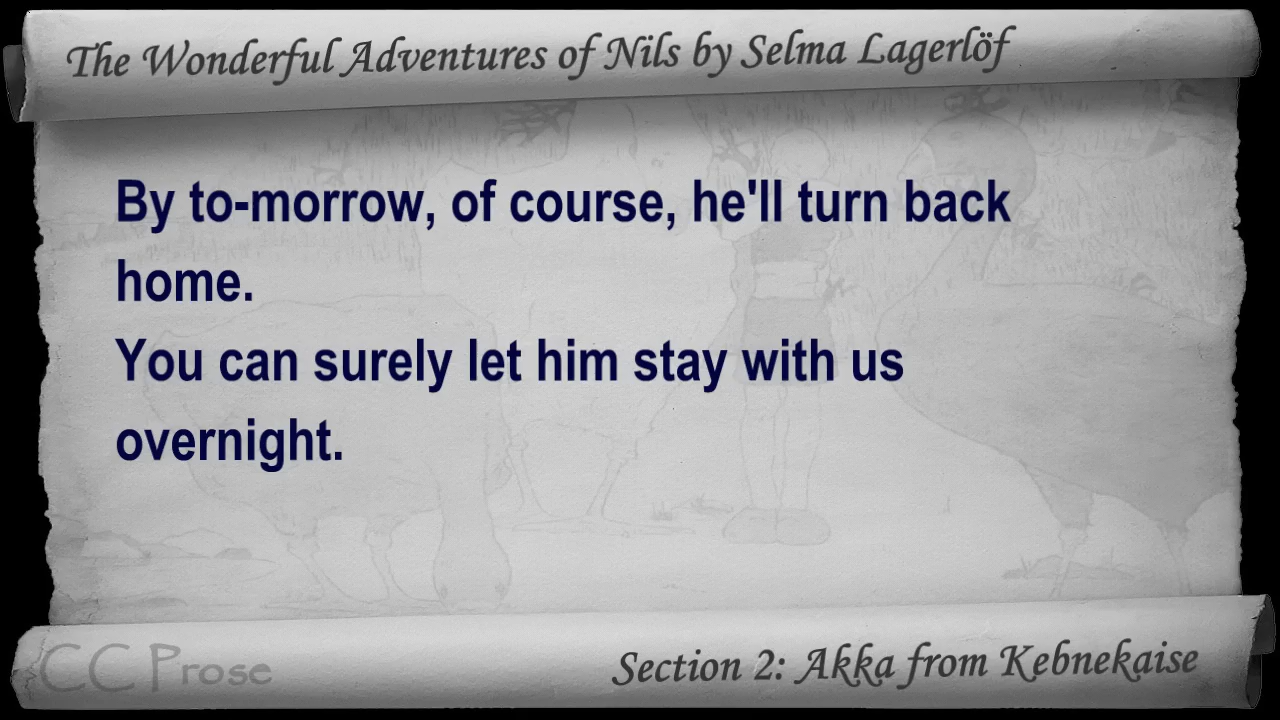 The Wonderful Adventures of Nils by Selma Lagerlöf
By to-morrow, of course, he'll turn back
home.
You can surely let him stay with us
overnight.
CC Prose
Section 2: Akka from Kebnekaise